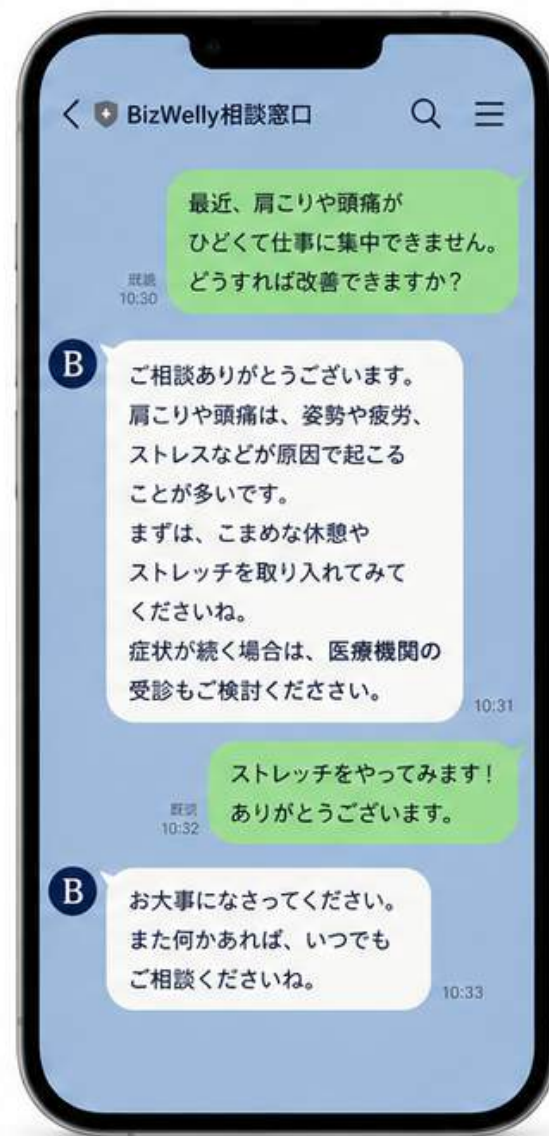 BizWelly相談窓口
最近、肩こりや頭痛が
ひどくて仕事に集中できません。
どうすれば改善できますか？
10:30
B
ご相談ありがとうございます。
肩こりや頭痛は、姿勢や疲労、
ストレスなどが原因で起こる
ことが多いです。
まずは、こまめな休憩や
ストレッチを取り入れてみて
くださいね。
症状が続く場合は、医療機関の
受診もご検討くだささい。
10:31
ストレッチをやってみます！
ありがとうございます。
10:32
B
お大事になさってください。
また何かあれば、いつでも
ご相談くださいね。
10:33